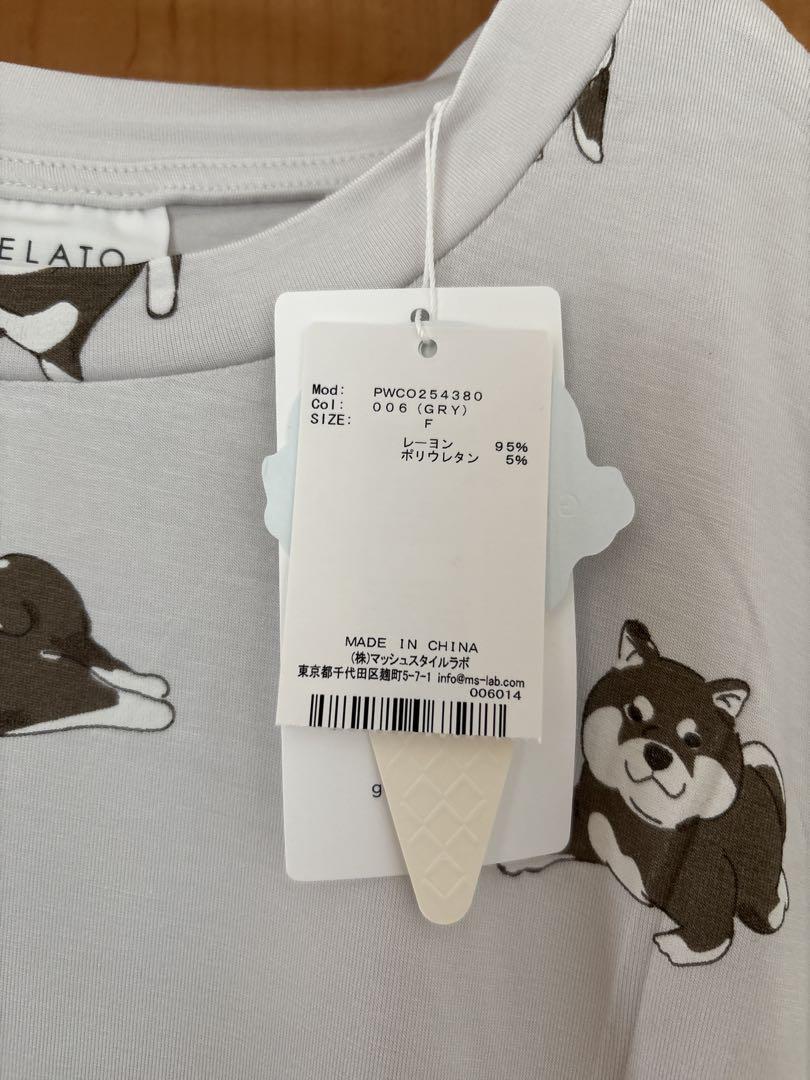 ELATO
Mod: PWCO254380
Col: 006(GRY)
SIZE: F
レーヨン 95%
ポリウレタン 5%
MADE IN CHINA
(株)マッシュスタイルラボ
東京都千代田区麹町5-7-1 info@ms-lab.com
006014
g